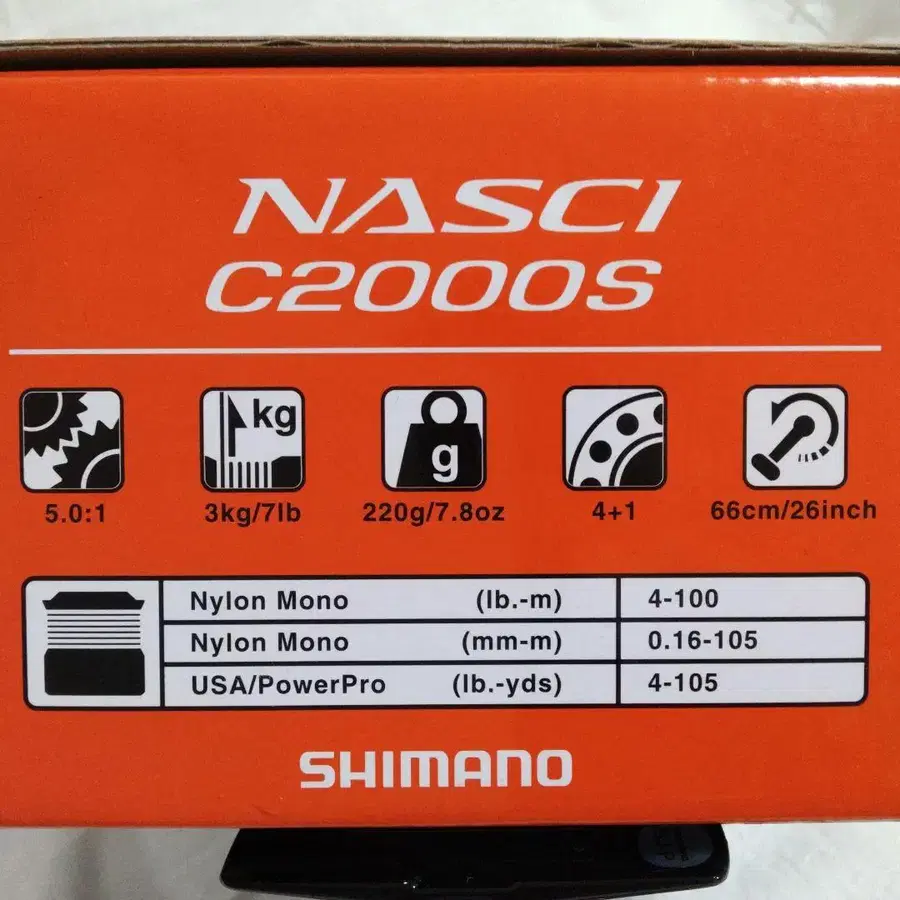 NASCI
C2000S
kg
g
5.0:1 3kg/7lb 220g/7.8oz 4+1 66cm/26inch
Nylon Mono (lb.-m) 4-100
Nylon Mono (mm-m) 0.16-105
USA/PowerPro (lb.-yds) 4-105
SHIMANO